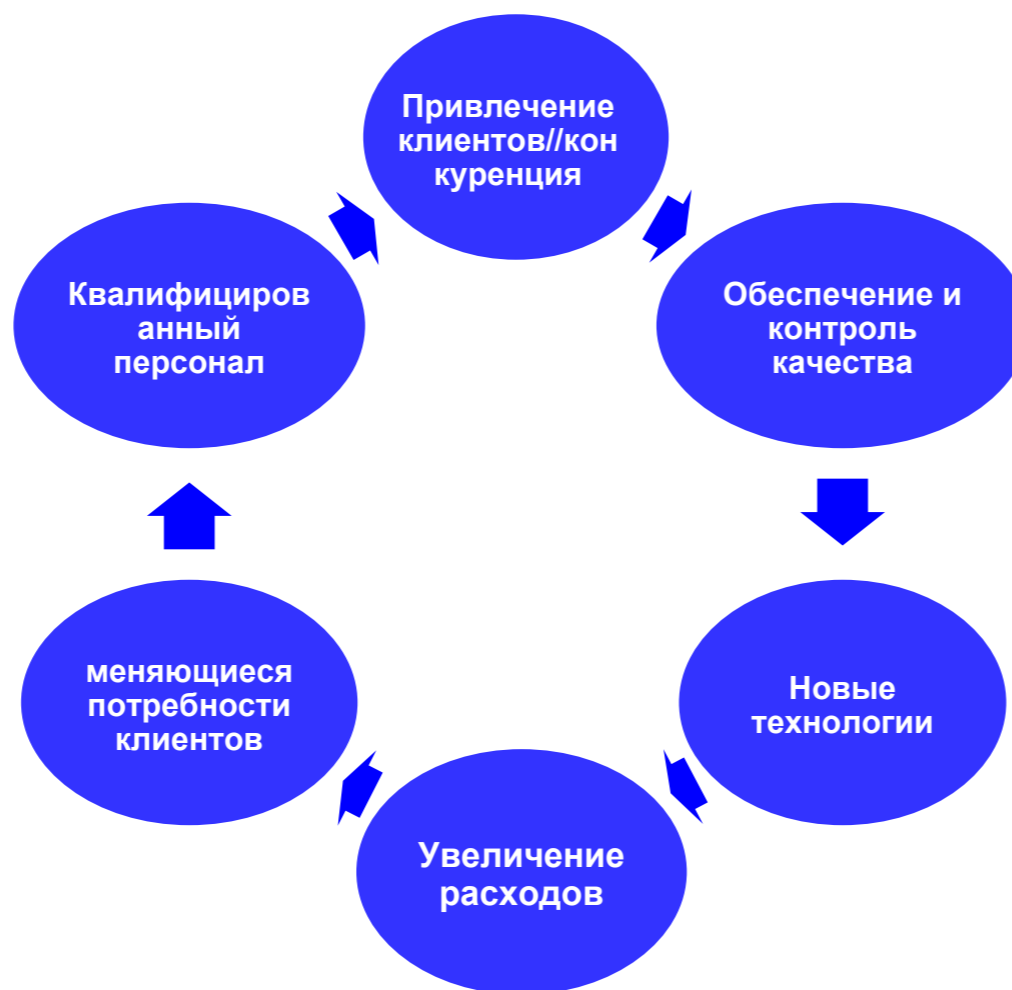 Привлечение
клиентов//кон
куренция
Обеспечение и
контроль
качества
Новые
технологии
Увеличение
расходов
меняющиеся
потребности
клиентов
Квалифициров
анный
персонал